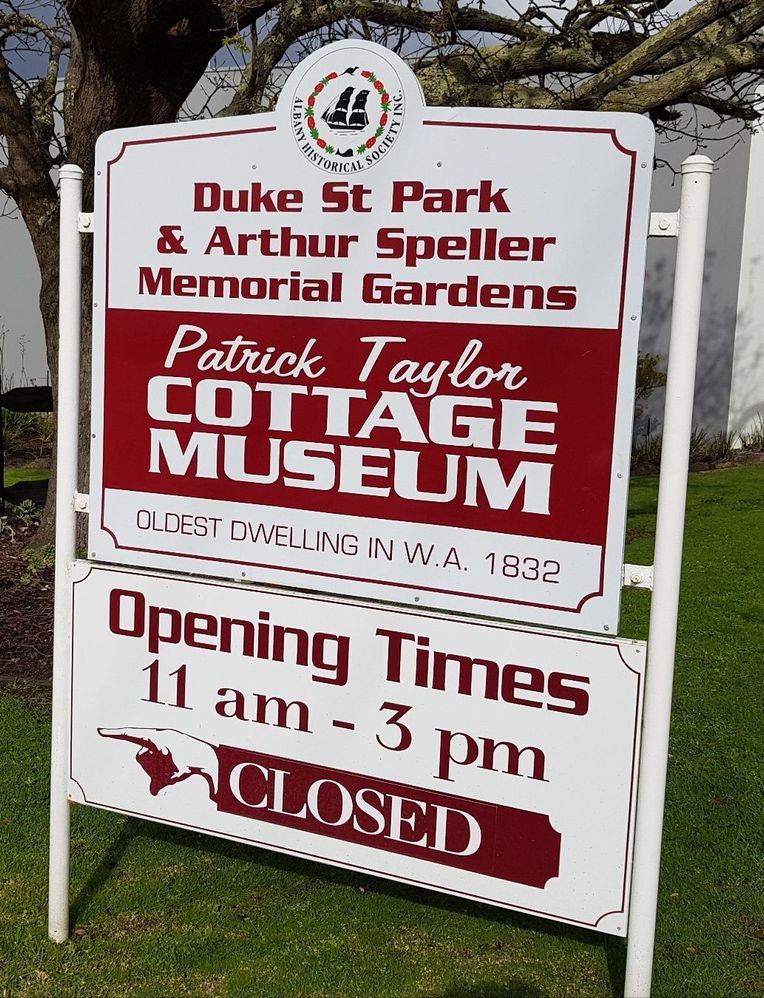 ALBANY HISTORICAL SOCIETY INC.
Duke St Park
& Arthur Speller
Memorial Gardens
Patrick Taylor
COTTAGE
MUSEUM
OLDEST DWELLING IN W.A. 1832
Opening Times
11 am - 3 pm
CLOSED